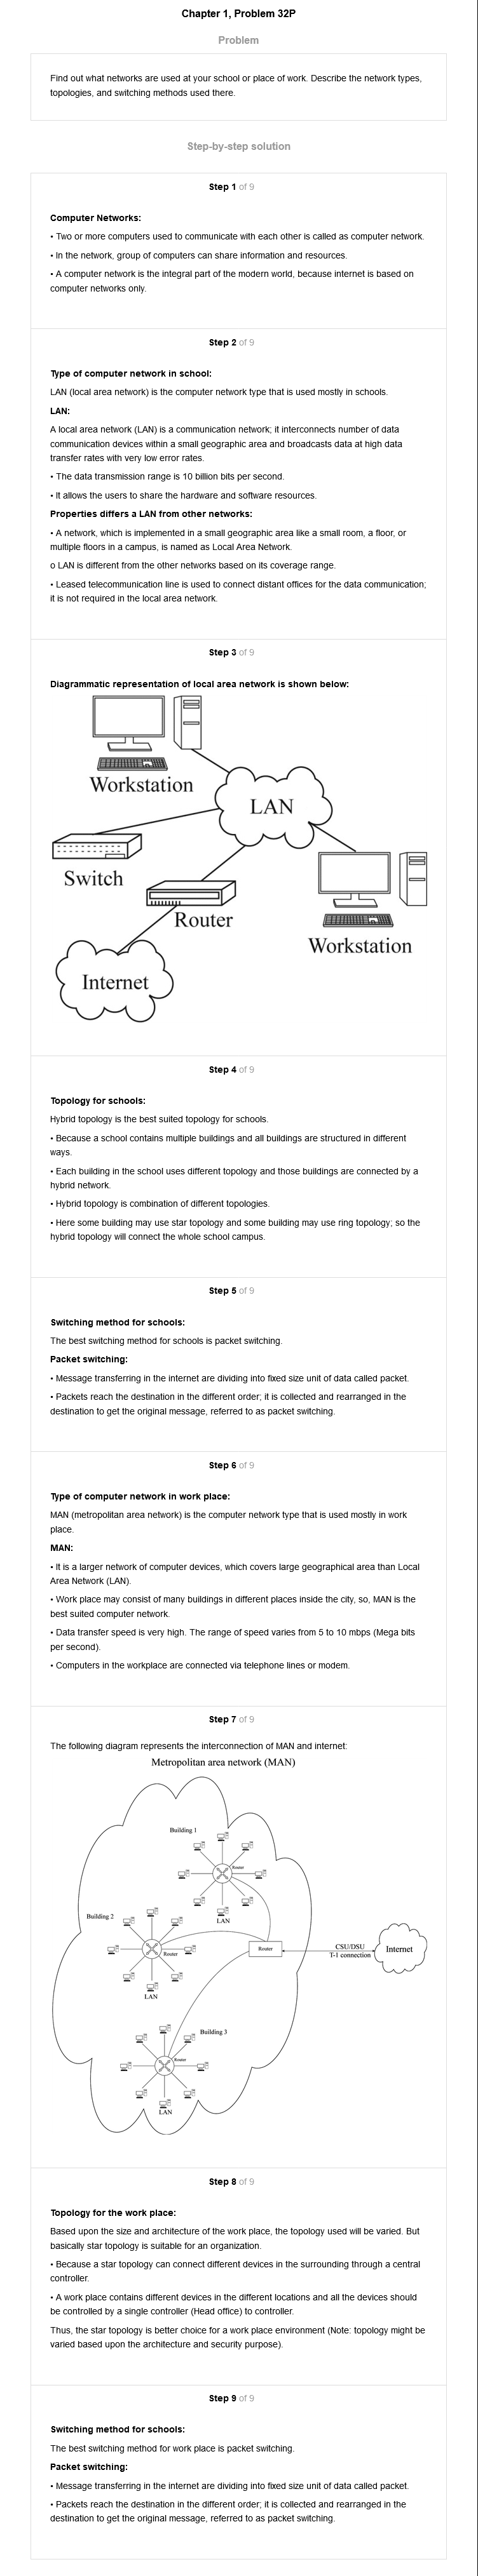 Chapter 1, Problem 32P
Problem
Find out what networks are used at your school or place of work. Describe the network types,
topologies, and switching methods used there.
Step-by-step solution
Step 1 of 9
Computer Networks:
• Two or more computers used to communicate with each other is called as computer network.
• In the network, group of computers can share information and resources.
• A computer network is the integral part of the modern world, because internet is based on
computer networks only.
Step 2 of 9
Type of computer network in school:
LAN (local area network) is the computer network type that is used mostly in schools.
LAN:
A local area network (LAN) is a communication network; it interconnects number of data
communication devices within a small geographic area and broadcasts data at high data
transfer rates with very low error rates.
• The data transmission range is 10 billion bits per second.
• It allows the users to share the hardware and software resources.
Properties differs a LAN from other networks:
• A network, which is implemented in a small geographic area like a small room, a floor, or
multiple floors in a campus, is named as Local Area Network.
o LAN is different from the other networks based on its coverage range.
• Leased telecommunication line is used to connect distant offices for the data communication;
it is not required in the local area network.
Step 3 of 9
Diagrammatic representation of local area network is shown below:
Workstation
LAN
Switch
Router
Workstation
Internet
Step 4 of 9
Topology for schools:
Hybrid topology is the best suited topology for schools.
• Because a school contains multiple buildings and all buildings are structured in different
ways.
• Each building in the school uses different topology and those buildings are connected by a
hybrid network.
• Hybrid topology is combination of different topologies.
• Here some building may use star topology and some building may use ring topology; so the
hybrid topology will connect the whole school campus.
Step 5 of 9
Switching method for schools:
The best switching method for schools is packet switching.
Packet switching:
• Message transferring in the internet are dividing into fixed size unit of data called packet.
• Packets reach the destination in the different order; it is collected and rearranged in the
destination to get the original message, referred to as packet switching.
Step 6 of 9
Type of computer network in work place:
MAN (metropolitan area network) is the computer network type that is used mostly in work
place.
MAN:
• It is a larger network of computer devices, which covers large geographical area than Local
Area Network (LAN).
• Work place may consist of many buildings in different places inside the city, so, MAN is the
best suited computer network.
• Data transfer speed is very high. The range of speed varies from 5 to 10 mbps (Mega bits
per second).
• Computers in the workplace are connected via telephone lines or modem.
Step 7 of 9
The following diagram represents the interconnection of MAN and internet:
Metropolitan area network (MAN)
Building 1
Router
LAN
Building 2
Router
LAN
Router
CSU/DSU
T-1 connection
Internet
Building 3
Router
LAN
Step 8 of 9
Topology for the work place:
Based upon the size and architecture of the work place, the topology used will be varied. But
basically star topology is suitable for an organization.
• Because a star topology can connect different devices in the surrounding through a central
controller.
• A work place contains different devices in the different locations and all the devices should
be controlled by a single controller (Head office) to controller.
Thus, the star topology is better choice for a work place environment (Note: topology might be
varied based upon the architecture and security purpose).
Step 9 of 9
Switching method for schools:
The best switching method for work place is packet switching.
Packet switching:
• Message transferring in the internet are dividing into fixed size unit of data called packet.
• Packets reach the destination in the different order; it is collected and rearranged in the
destination to get the original message, referred to as packet switching.